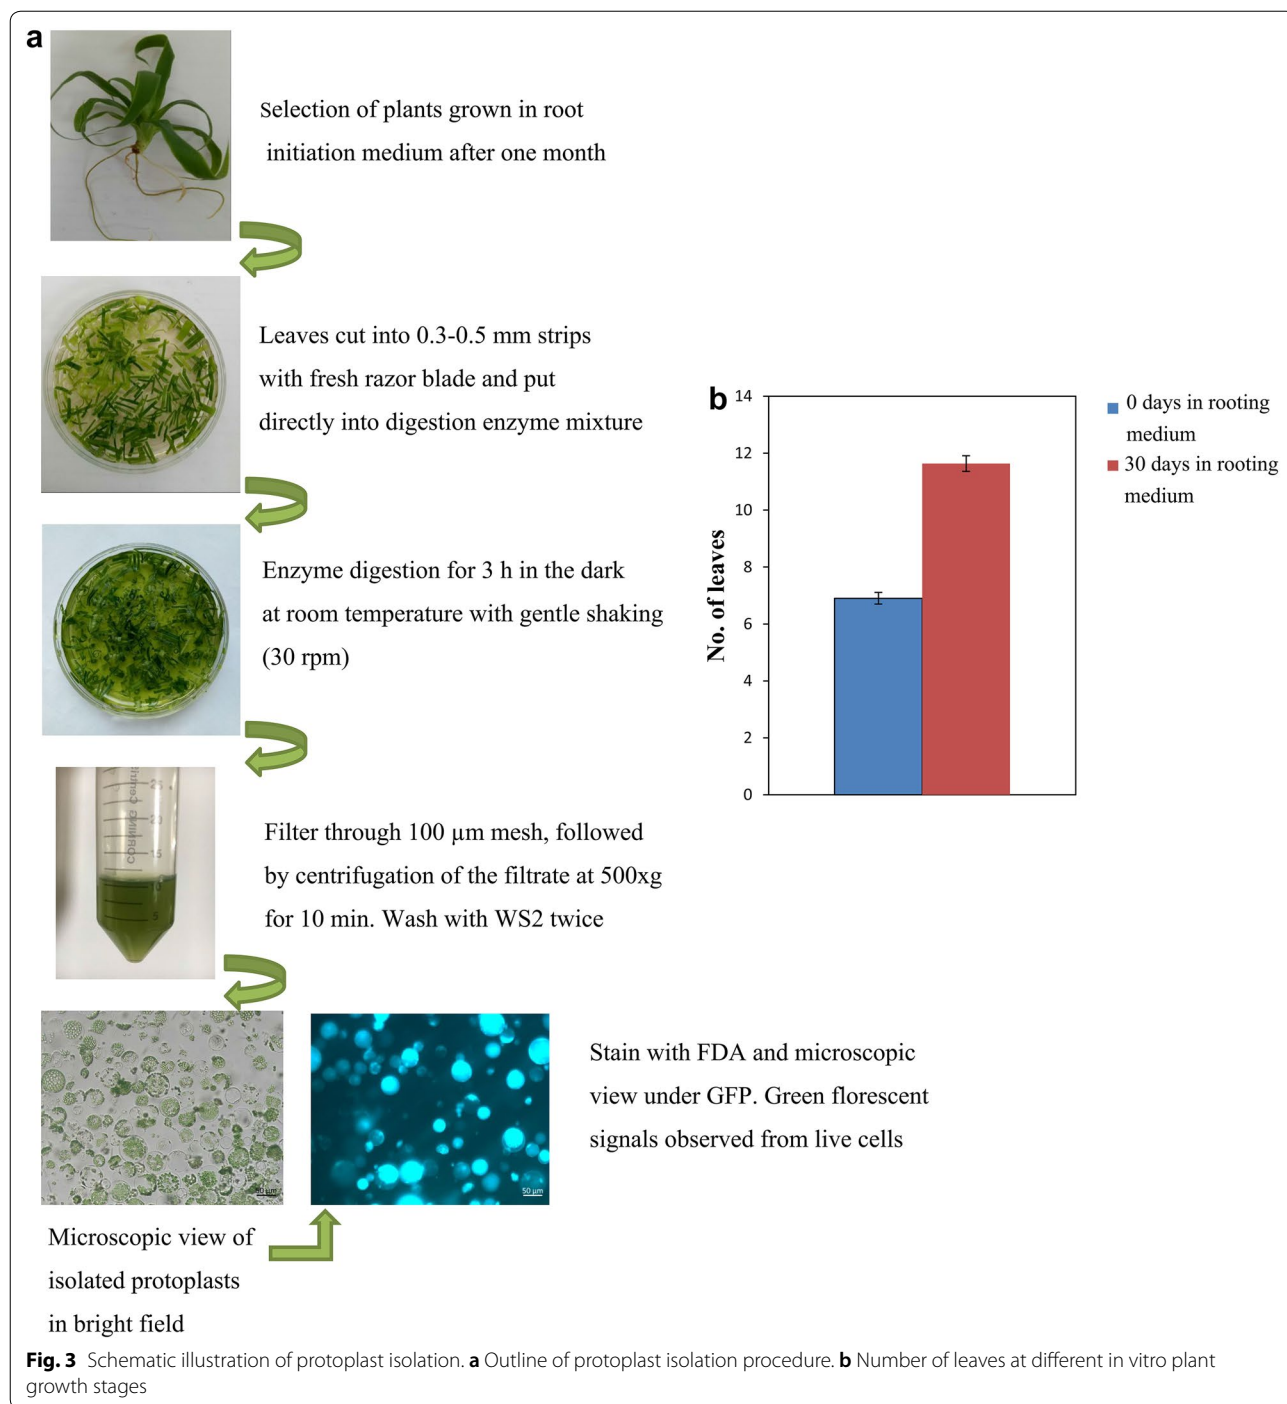 a
Selection of plants grown in root
initiation medium after one month
Leaves cut into 0.3-0.5 mm strips
with fresh razor blade and put
directly into digestion enzyme mixture
Enzyme digestion for 3 h in the dark
at room temperature with gentle shaking
(30 rpm)
25
20
15
10
5
CORNING
Filter through 100 µm mesh, followed
by centrifugation of the filtrate at 500xg
for 10 min. Wash with WS2 twice
50 µm
50 µm
Stain with FDA and microscopic
view under GFP. Green florescent
signals observed from live cells
Microscopic view of
isolated protoplasts
in bright field
b
No. of leaves
14
12
10
8
6
4
2
0
0 days in rooting
medium
30 days in rooting
medium
Fig. 3 Schematic illustration of protoplast isolation. a Outline of protoplast isolation procedure. b Number of leaves at different in vitro plant
growth stages